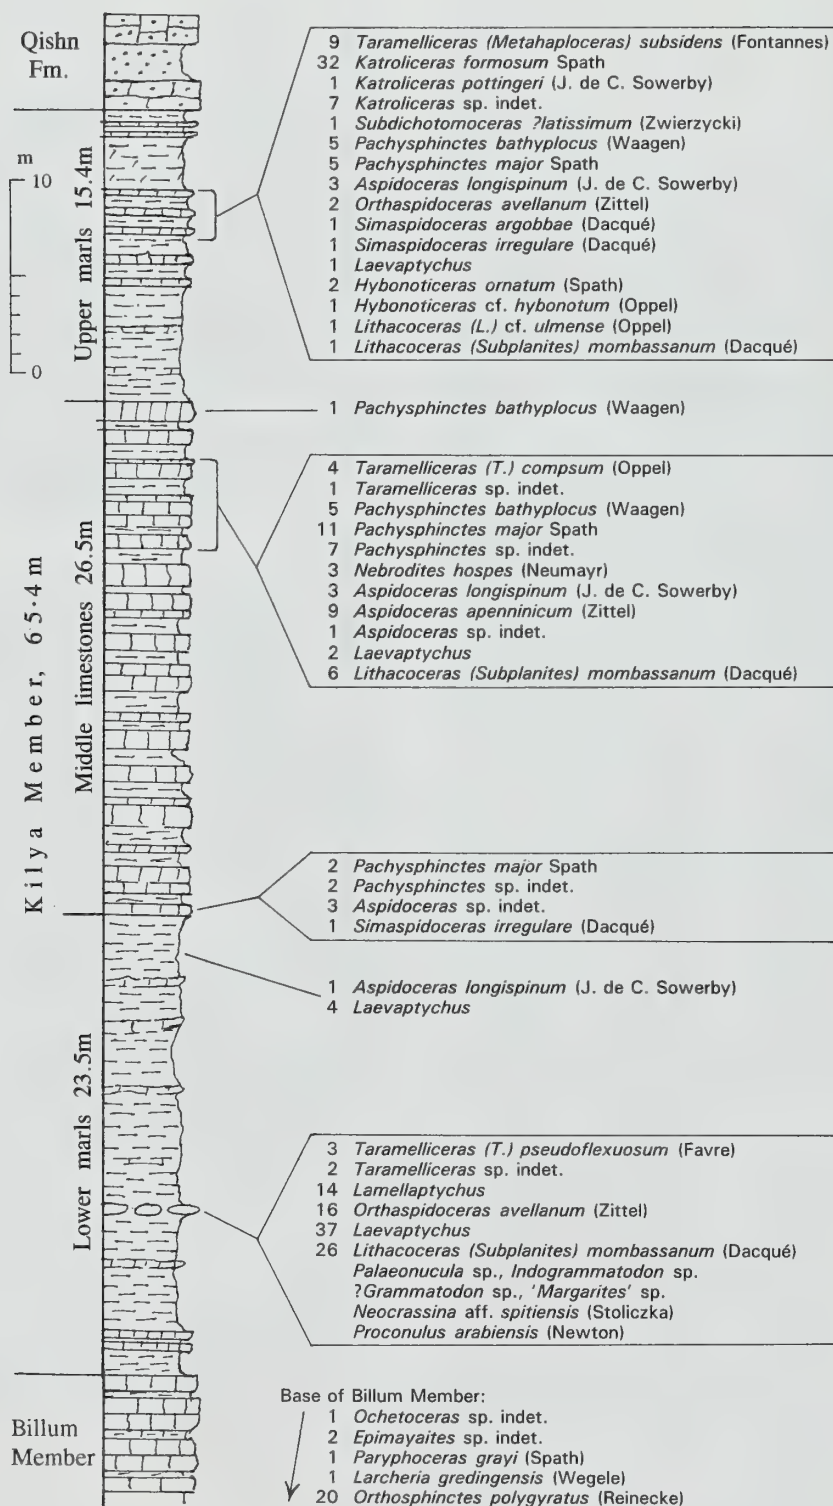 Qishn
Fm.
m
10
0
Upper marls 15.4m
Middle limestones 26.5m
Lower marls 23.5m
Kilya Member, 65·4m
Billum
Member
9 Taramelliceras (Metahaploceras) subsidens (Fontannes)
32 Katroliceras formosum Spath
1 Katroliceras pottingeri (J. de C. Sowerby)
7 Katroliceras sp. indet.
1 Subdichotomoceras ?latissimum (Zwierzycki)
5 Pachysphinctes bathyplocus (Waagen)
5 Pachysphinctes major Spath
3 Aspidoceras longispinum (J. de C. Sowerby)
2 Orthaspidoceras avellanum (Zittel)
1 Simaspidoceras argobbae (Dacqué)
1 Simaspidoceras irregulare (Dacqué)
1 Laevaptychus
2 Hybonoticeras ornatum (Spath)
1 Hybonoticeras cf. hybonotum (Oppel)
1 Lithacoceras (L.) cf. ulmense (Oppel)
1 Lithacoceras (Subplanites) mombassanum (Dacqué)
1 Pachysphinctes bathyplocus (Waagen)
4 Taramelliceras (T.) compsum (Oppel)
1 Taramelliceras sp. indet.
5 Pachysphinctes bathyplocus (Waagen)
11 Pachysphinctes major Spath
7 Pachysphinctes sp. indet.
3 Nebrodites hospes (Neumayr)
3 Aspidoceras longispinum (J. de C. Sowerby)
9 Aspidoceras apenninicum (Zittel)
1 Aspidoceras sp. indet.
2 Laevaptychus
6 Lithacoceras (Subplanites) mombassanum (Dacqué)
2 Pachysphinctes major Spath
2 Pachysphinctes sp. indet.
3 Aspidoceras sp. indet.
1 Simaspidoceras irregulare (Dacqué)
1 Aspidoceras longispinum (J. de C. Sowerby)
4 Laevaptychus
3 Taramelliceras (T.) pseudoflexuosum (Favre)
2 Taramelliceras sp. indet.
14 Lamellaptychus
16 Orthaspidoceras avellanum (Zittel)
37 Laevaptychus
26 Lithacoceras (Subplanites) mombassanum (Dacqué)
Palaeonucula sp., Indogrammatodon sp.
?Grammatodon sp., 'Margarites' sp.
Neocrassina aff. spitiensis (Stoliczka)
Proconulus arabiensis (Newton)
Base of Billum Member:
1 Ochetoceras sp. indet.
2 Epimayaites sp. indet.
1 Paryphoceras grayi (Spath)
1 Larcheria gredingensis (Wegele)
20 Orthosphinctes polygyratus (Reinecke)